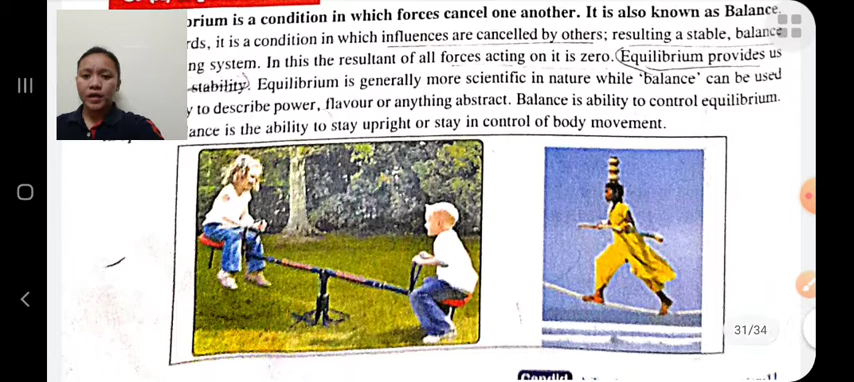 brium is a condition in which forces cancel one another. It is also known as Balance.
rds, it is a condition in which influences are cancelled by others; resulting a stable, balance
ng system. In this the resultant of all forces acting on it is zero. Equilibrium provides us
stability. Equilibrium is generally more scientific in nature while 'balance' can be used
y to describe power, flavour or anything abstract. Balance is ability to control equilibrium.
ance is the ability to stay upright or stay in control of body movement.
31/34